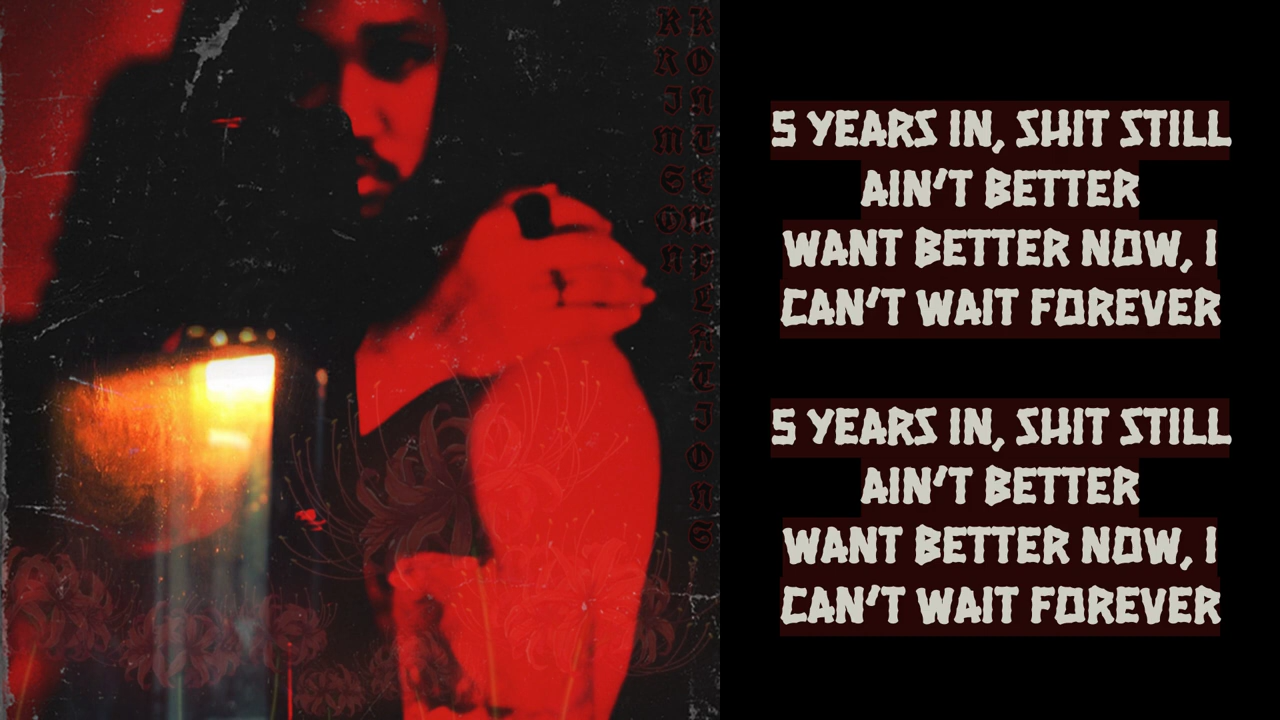 KRIMSON
KONTEMPLATIONS
5 YEARS IN, SHIT STILL
AIN'T BETTER
WANT BETTER NOW, I
CAN'T WAIT FOREVER
5 YEARS IN, SHIT STILL
AIN'T BETTER
WANT BETTER NOW, I
CAN'T WAIT FOREVER